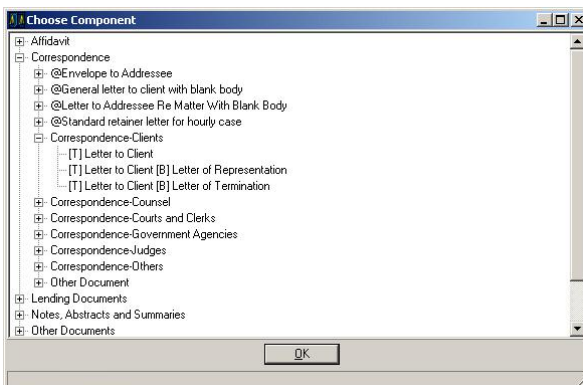 Choose Component
Affidavit
Correspondence
@Envelope to Addressee
@General letter to client with blank body
@Letter to Addressee Re Matter With Blank Body
@Standard retainer letter for hourly case
Correspondence-Clients
[T] Letter to Client
[T] Letter to Client [B] Letter of Representation
[T] Letter to Client [B] Letter of Termination
Correspondence-Counsel
Correspondence-Courts and Clerks
Correspondence-Government Agencies
Correspondence-Judges
Correspondence-Others
Other Document
Lending Documents
Notes, Abstracts and Summaries
Other Documents
OK